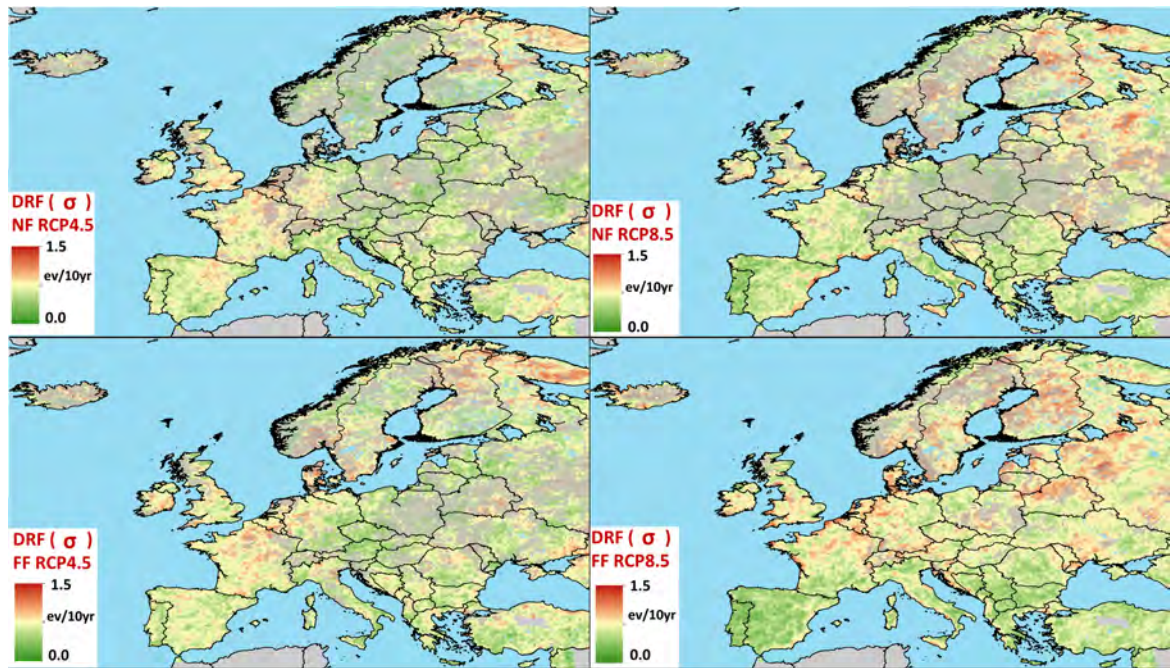 DRF ( σ )
NF RCP4.5
1.5
ev/10yr
0.0
DRF ( σ )
NF RCP8.5
1.5
ev/10yr
0.0
DRF ( σ )
FF RCP4.5
1.5
ev/10yr
0.0
DRF ( σ )
FF RCP8.5
1.5
ev/10yr
0.0